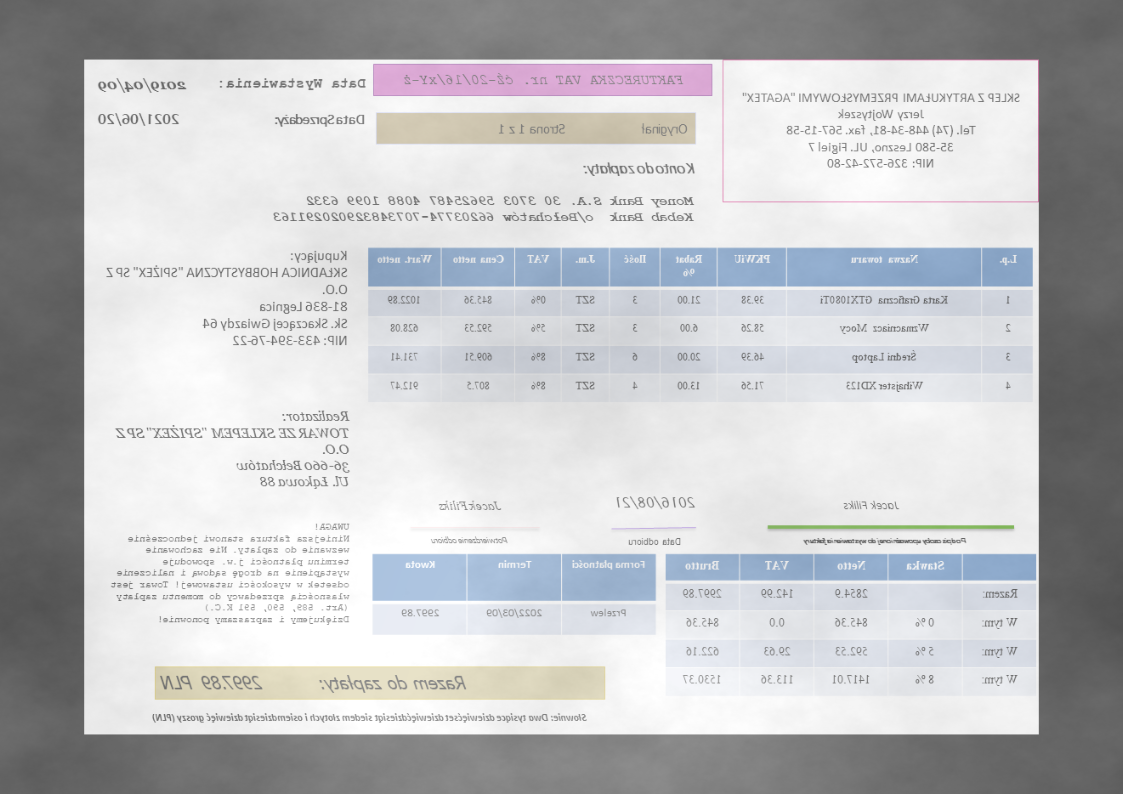 SKLEP Z ARTYKUŁAMI PRZEMYSŁOWYMI "AGATEX"
Jerzy Wojtyszek
Tel. (74) 448-34-81, fax. 567-15-58
35-580 Leszno, UL. Figiel 7
NIP: 326-572-42-80
FAKTURECZKA VAT nr. cź-20/16/xY-ż
Data Wystawienia: 2019/04/09
Oryginał Strona 1 z 1
Data Sprzedaży: 2021/06/20
Konto do zapłaty:
Money Bank S.A. 30 3703 59625487 4088 1099 6332
Kebab Bank o/Bełchatów 66203774-7073483290202911163
L.p. Nazwa towaru PKWiU Rabat % Ilość J.m. VAT Cena netto Wart. netto
1 Karta Graficzna GTX1080Ti 39.38 21.00 3 SZT 0% 845.36 1022.89
2 Wzmacniacz Mocy 58.26 6.00 3 SZT 5% 592.53 628.08
3 Średni Laptop 46.39 20.00 6 SZT 8% 609.51 731.41
4 Wihajster XD123 71.56 13.00 4 SZT 8% 807.5 912.47
Kupujący:
SKŁADNICA HOBBYSTYCZNA "SPIŻEX" SP Z
O.O.
81-836 Legnica
Sk. Skaczącej Gwiazdy 64
NIP: 433-394-76-22
Realizator:
TOWAR ZE SKLEPEM "SPIŻEX" SP Z
O.O.
36-660 Bełchatów
Ul. Łąkowa 88
Jacek Filiks
2016/08/21
Jacek Filiks
Podpis osoby upoważnionej do wystawienia faktury
Data odbioru
Potwierdzenie odbioru
UWAGA!
Niniejsza faktura stanowi jednocześnie
wezwanie do zapłaty. Nie zachowanie
terminu płatności j.w. spowoduje
wystąpienie na drogę sądową i naliczenie
odsetek w wysokości ustawowej! Towar jest
własnością sprzedawcy do momentu zapłaty
(Art. 589, 590, 591 K.C.)
Dziękujemy i zapraszamy ponownie!
Stawka Netto VAT Brutto
Razem: 2854.9 142.99 2997.89
W tym: 0 % 845.36 0.0 845.36
W tym: 5 % 592.53 29.63 622.16
W tym: 8 % 1417.01 113.36 1530.37
Forma płatności Termin Kwota
Przelew 2022/03/09 2997.89
Razem do zapłaty: 2997.89 PLN
Słownie: Dwa tysiące dziewięćset dziewięćdziesiąt siedem złotych i osiemdziesiąt dziewięć groszy (PLN)